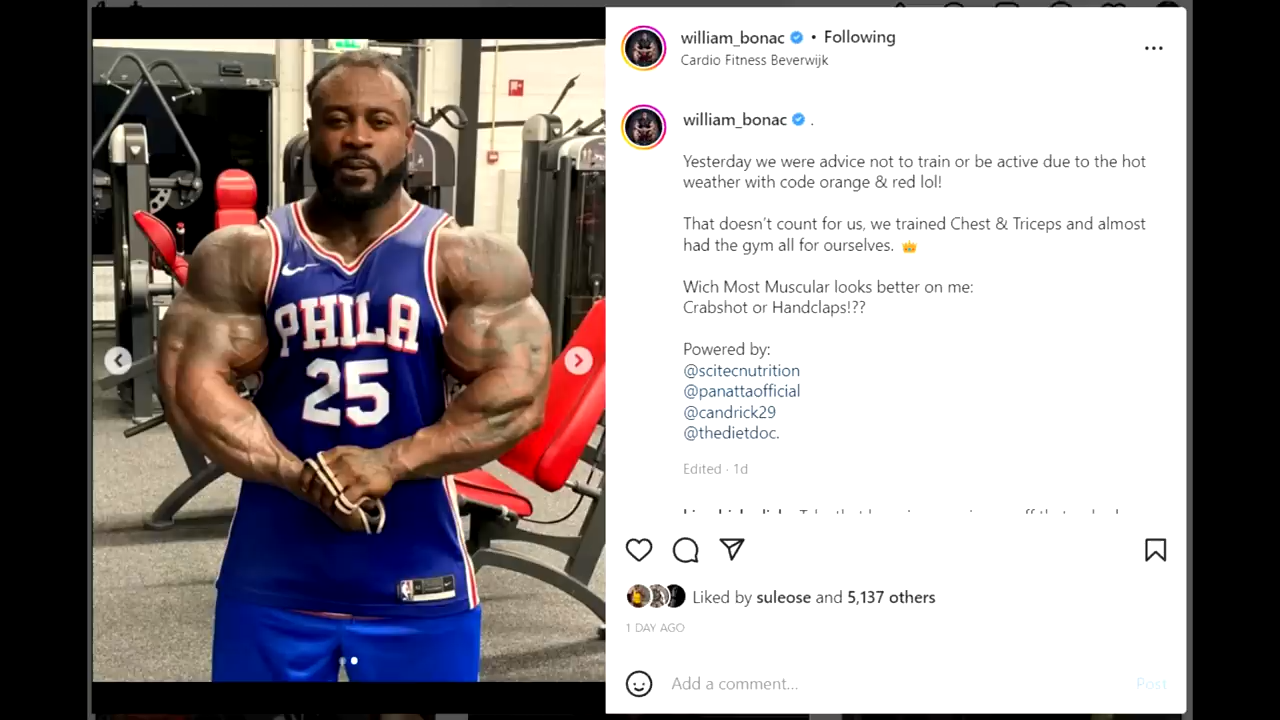 william_bonac • Following
Cardio Fitness Beverwijk
william_bonac .
Yesterday we were advice not to train or be active due to the hot
weather with code orange & red lol!
That doesn't count for us, we trained Chest & Triceps and almost
had the gym all for ourselves. 👑
Wich Most Muscular looks better on me:
Crabshot or Handclaps!??
Powered by:
@scitecnutrition
@panattaofficial
@candrick29
@thedietdoc.
Edited · 1d
Liked by suleose and 5,137 others
1 DAY AGO
Add a comment...
Post
PHILA
25